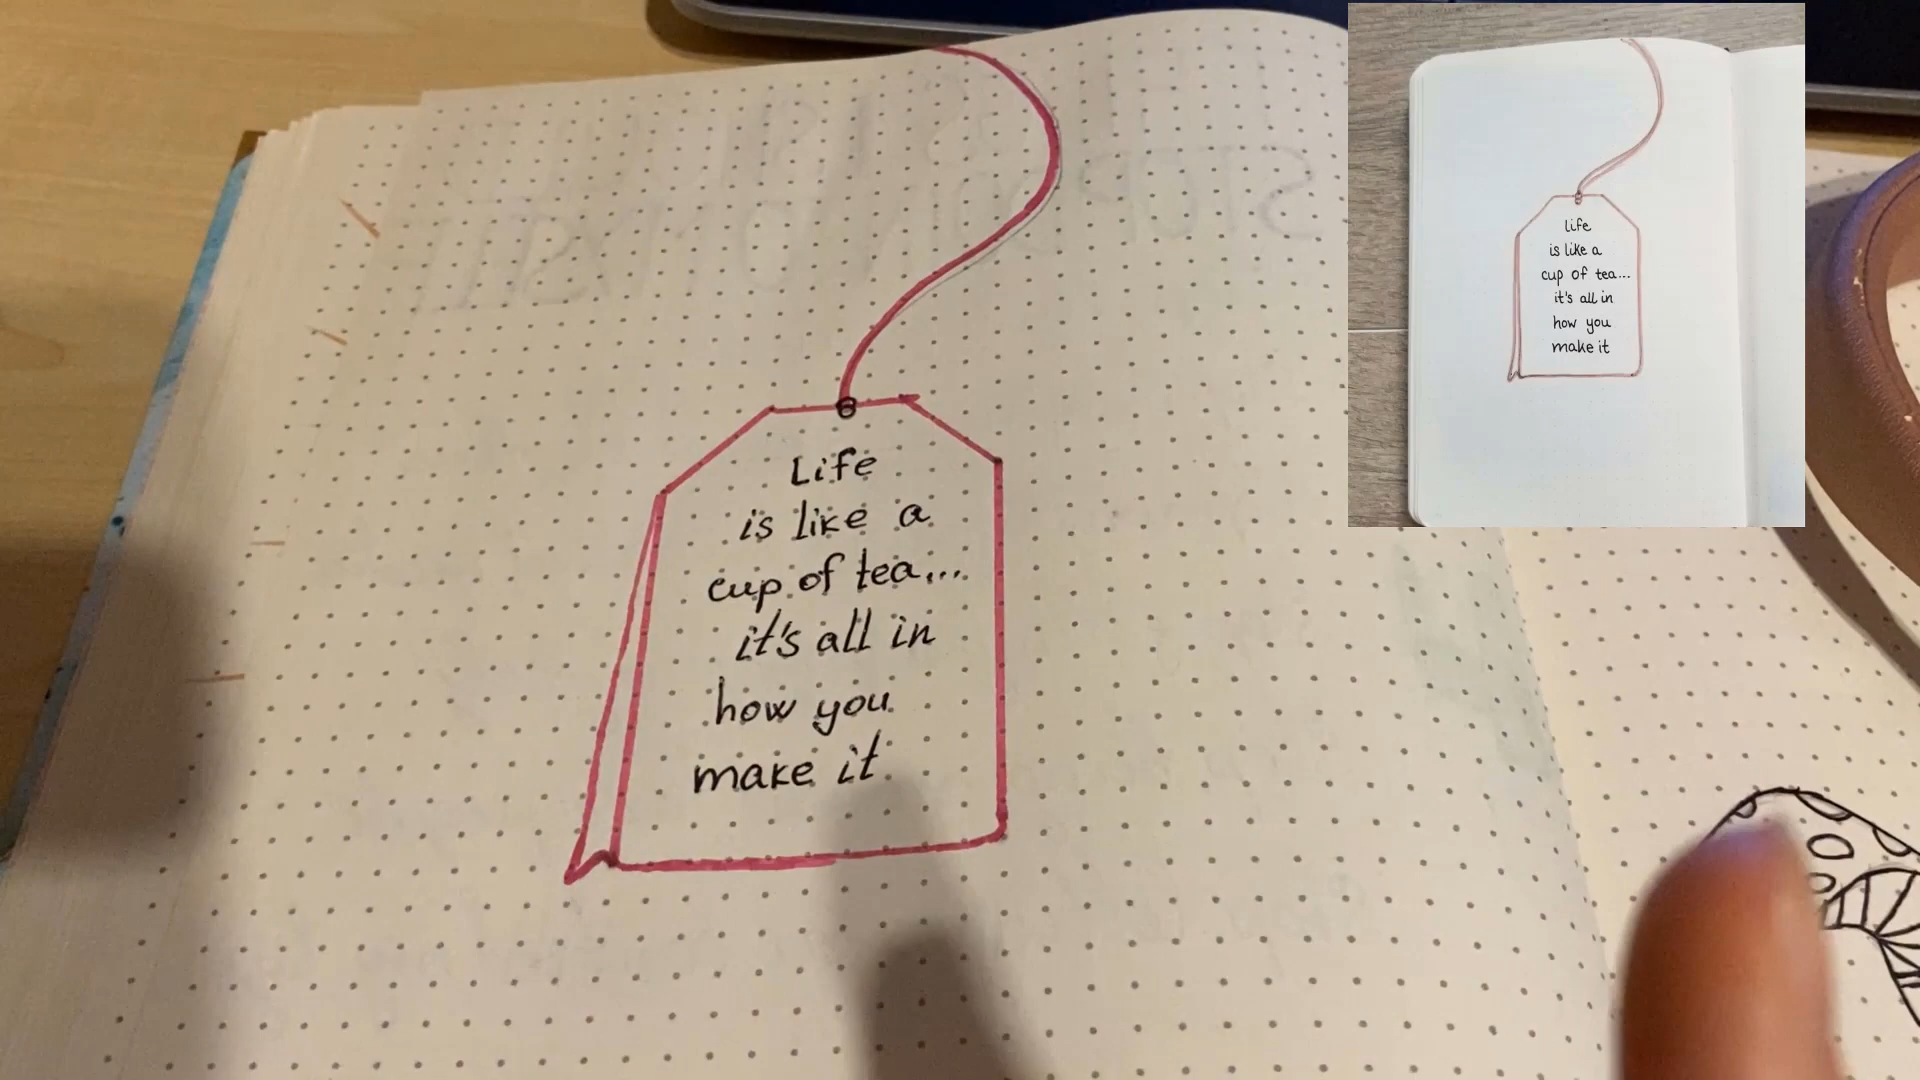 Life
is like a
cup of tea...
it's all in
how you
make it
Life
is like a
cup of tea...
it's all in
how you
make it